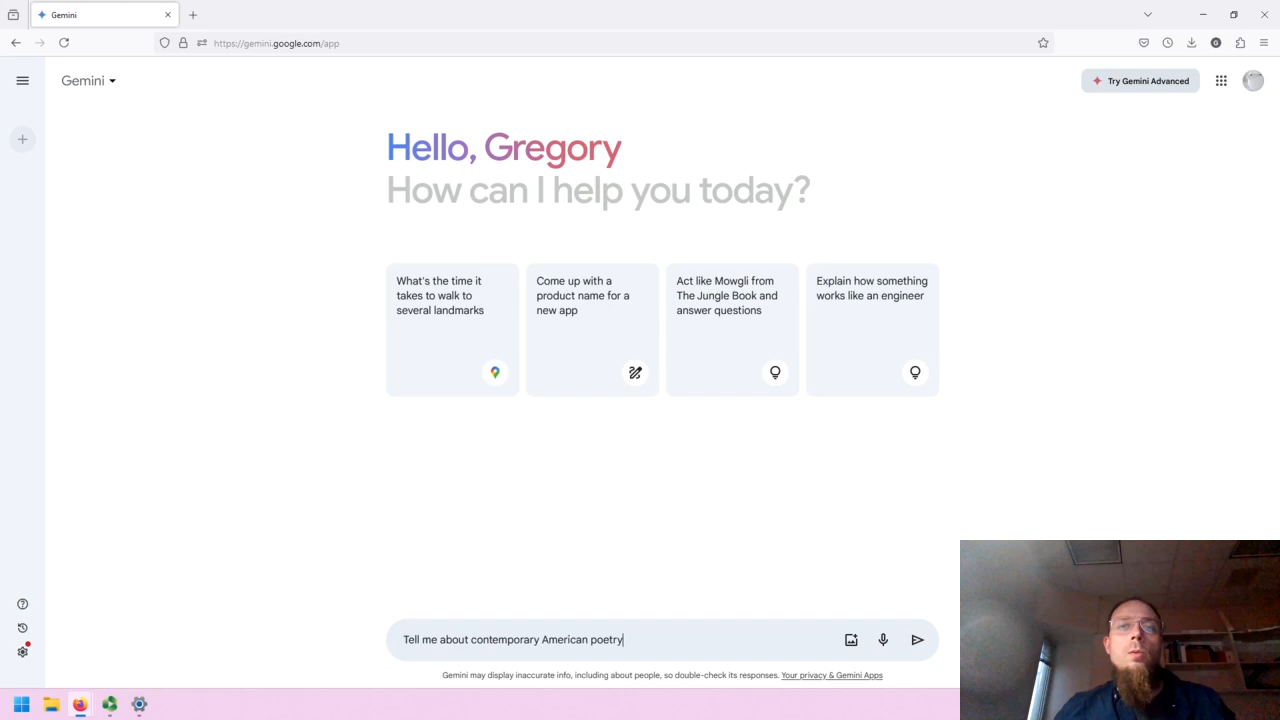 Gemini
https://gemini.google.com/app
Gemini
Try Gemini Advanced
Hello, Gregory
How can I help you today?
What's the time it
takes to walk to
several landmarks
Come up with a
product name for a
new app
Act like Mowgli from
The Jungle Book and
answer questions
Explain how something
works like an engineer
Tell me about contemporary American poetry
Gemini may display inaccurate info, including about people, so double-check its responses. Your privacy & Gemini Apps